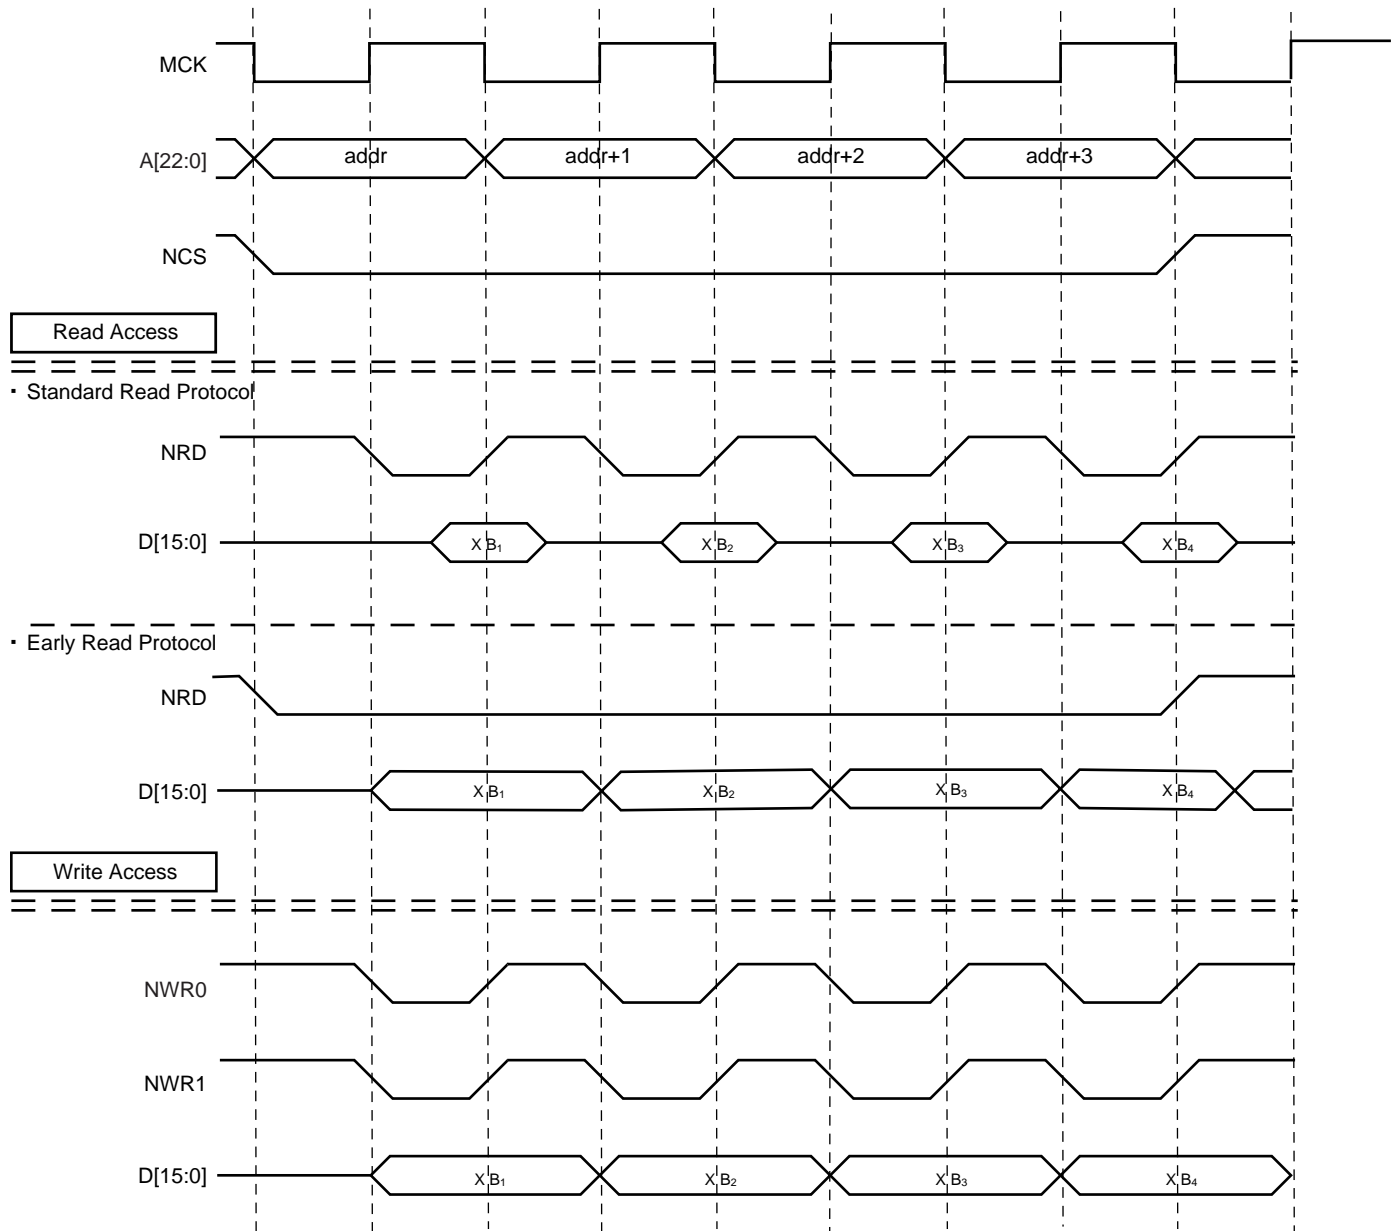 MCK
A[22:0]
addr
addr+1
addr+2
addr+3
NCS
Read Access
· Standard Read Protocol
NRD
D[15:0]
X B₁
X B₂
X B₃
X B₄
· Early Read Protocol
NRD
D[15:0]
X B₁
X B₂
X B₃
X B₄
Write Access
NWR0
NWR1
D[15:0]
X B₁
X B₂
X B₃
X B₄